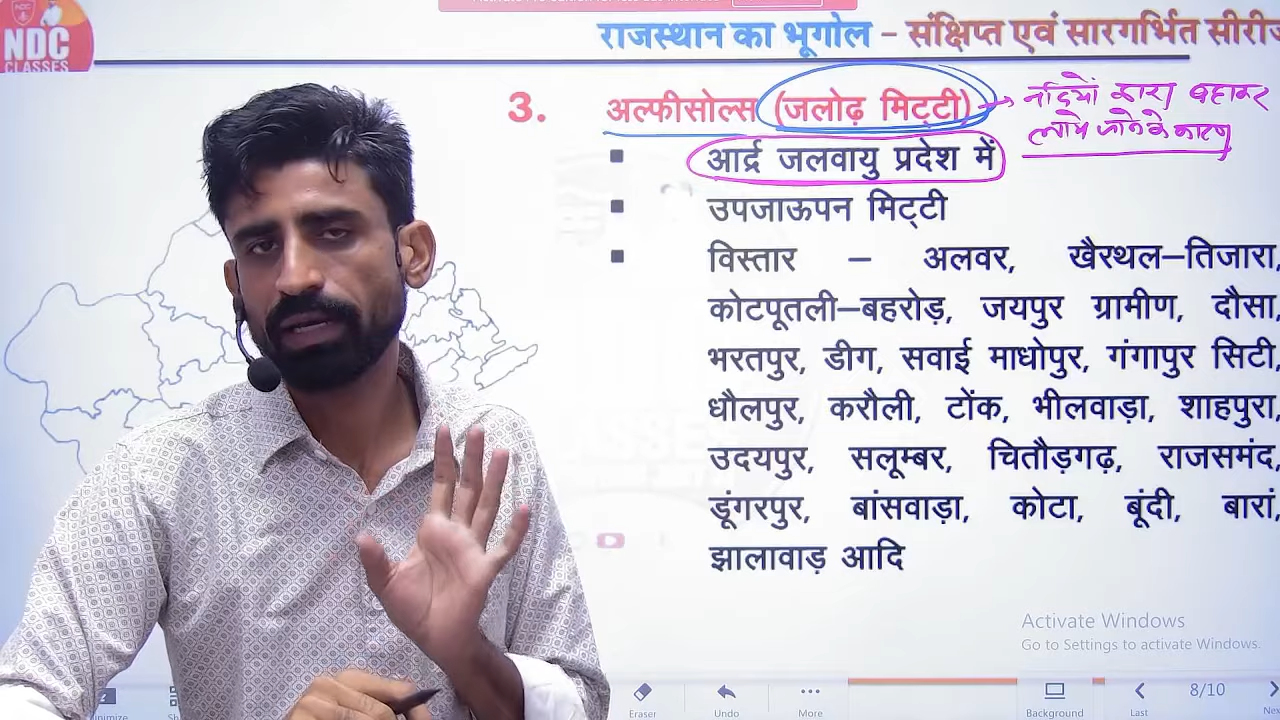 NDC
CLASSES
राजस्थान का भूगोल – संक्षिप्त एवं सारगर्भित सीरीज
3. अल्फीसोल्स (जलोढ़ मिट्टी) → नदियों द्वारा बहाकर
लाये जाने के कारण
▪ आर्द्र जलवायु प्रदेश में
▪ उपजाऊपन मिट्टी
▪ विस्तार – अलवर, खैरथल–तिजारा,
कोटपूतली–बहरोड़, जयपुर ग्रामीण, दौसा,
भरतपुर, डीग, सवाई माधोपुर, गंगापुर सिटी,
धौलपुर, करौली, टोंक, भीलवाड़ा, शाहपुरा,
उदयपुर, सलूम्बर, चितौड़गढ़, राजसमंद,
डूंगरपुर, बांसवाड़ा, कोटा, बूंदी, बारां,
झालावाड़ आदि
Activate Windows
Go to Settings to activate Windows.
Eraser Undo More Background Last 8/10